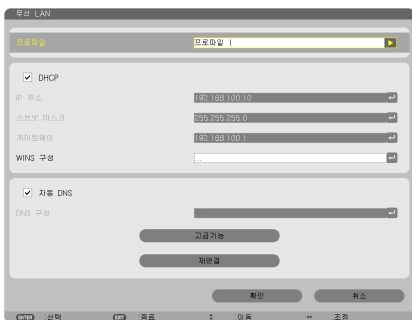 무선 LAN
프로파일 프로파일 1
DHCP
IP 주소 192.168.100.10
스브넷 마스크 255.255.255.0
게이트웨이 192.168.100.1
WINS 구성 . . .
자동 DNS
DNS 구성
고급기능
재연결
확인 취소
ENTER :선택 EXIT :종료 :이동 :조정